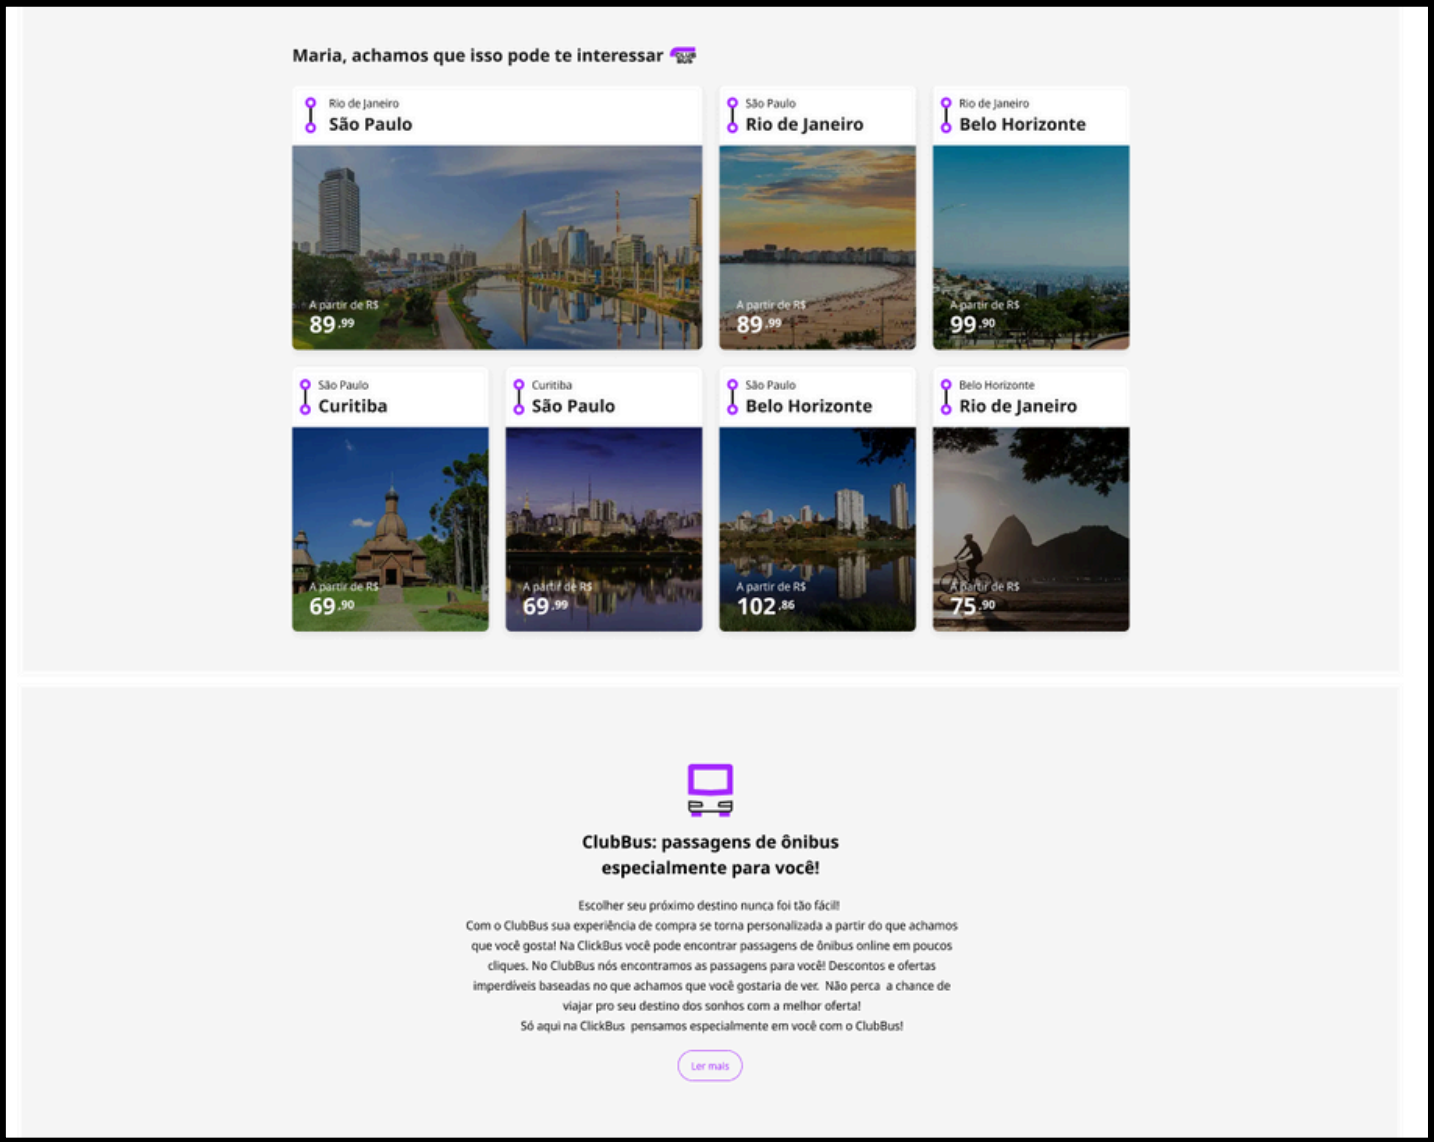 Maria, achamos que isso pode te interessar CLUB BUS
Rio de Janeiro
São Paulo
A partir de R$
89,99
São Paulo
Rio de Janeiro
A partir de R$
89,99
Rio de Janeiro
Belo Horizonte
A partir de R$
99,90
São Paulo
Curitiba
A partir de R$
69,90
Curitiba
São Paulo
A partir de R$
69,99
São Paulo
Belo Horizonte
A partir de R$
102,86
Belo Horizonte
Rio de Janeiro
A partir de R$
75,90
ClubBus: passagens de ônibus
especialmente para você!
Escolher seu próximo destino nunca foi tão fácil!
Com o ClubBus sua experiência de compra se torna personalizada a partir do que achamos
que você gosta! Na ClickBus você pode encontrar passagens de ônibus online em poucos
cliques. No ClubBus nós encontramos as passagens para você! Descontos e ofertas
imperdíveis baseadas no que achamos que você gostaria de ver. Não perca a chance de
viajar pro seu destino dos sonhos com a melhor oferta!
Só aqui na ClickBus pensamos especialmente em você com o ClubBus!
Ler mais